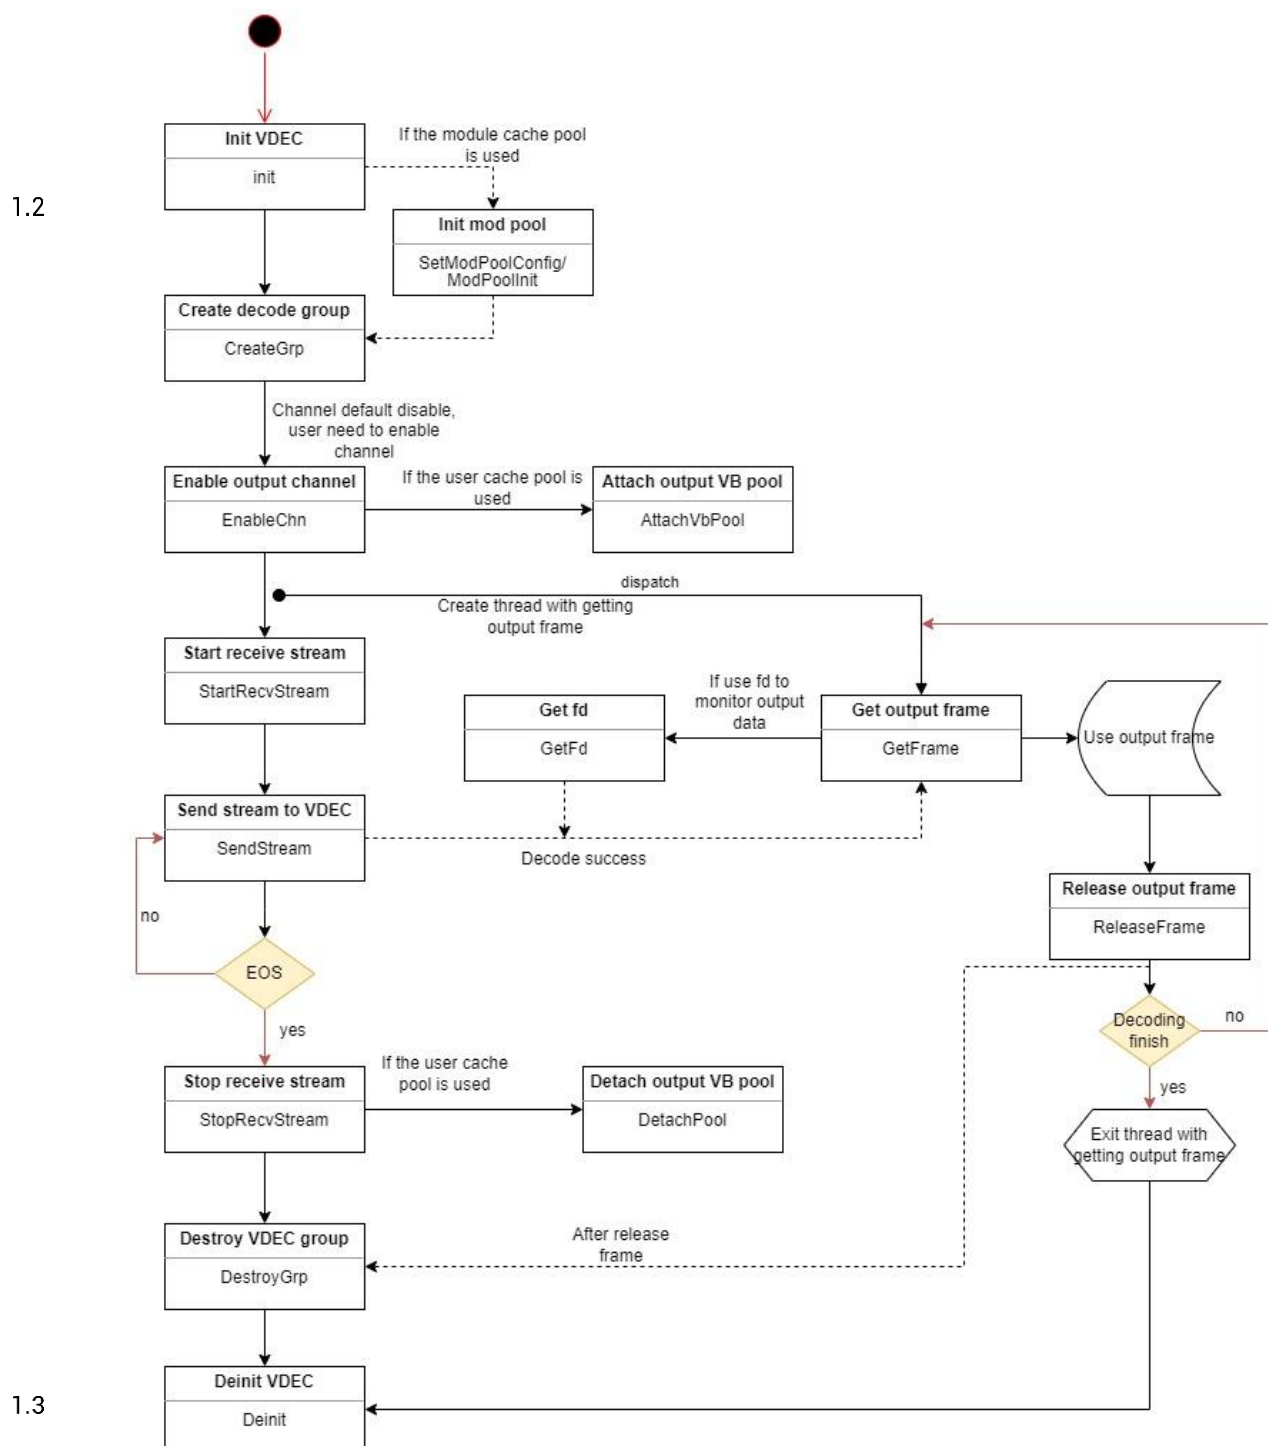 Init VDEC
init
If the module cache pool
is used
1.2
Init mod pool
SetModPoolConfig/
ModPoolInit
Create decode group
CreateGrp
Channel default disable,
user need to enable
channel
Enable output channel
EnableChn
If the user cache pool is
used
Attach output VB pool
AttachVbPool
dispatch
Create thread with getting
output frame
Start receive stream
StartRecvStream
Get fd
GetFd
If use fd to
monitor output
data
Get output frame
GetFrame
Use output frame
Send stream to VDEC
SendStream
Decode success
Release output frame
ReleaseFrame
no
EOS
yes
Decoding
finish
no
yes
Stop receive stream
StopRecvStream
If the user cache
pool is used
Detach output VB pool
DetachPool
Exit thread with
getting output frame
Destroy VDEC group
DestroyGrp
After release
frame
Deinit VDEC
Deinit
1.3